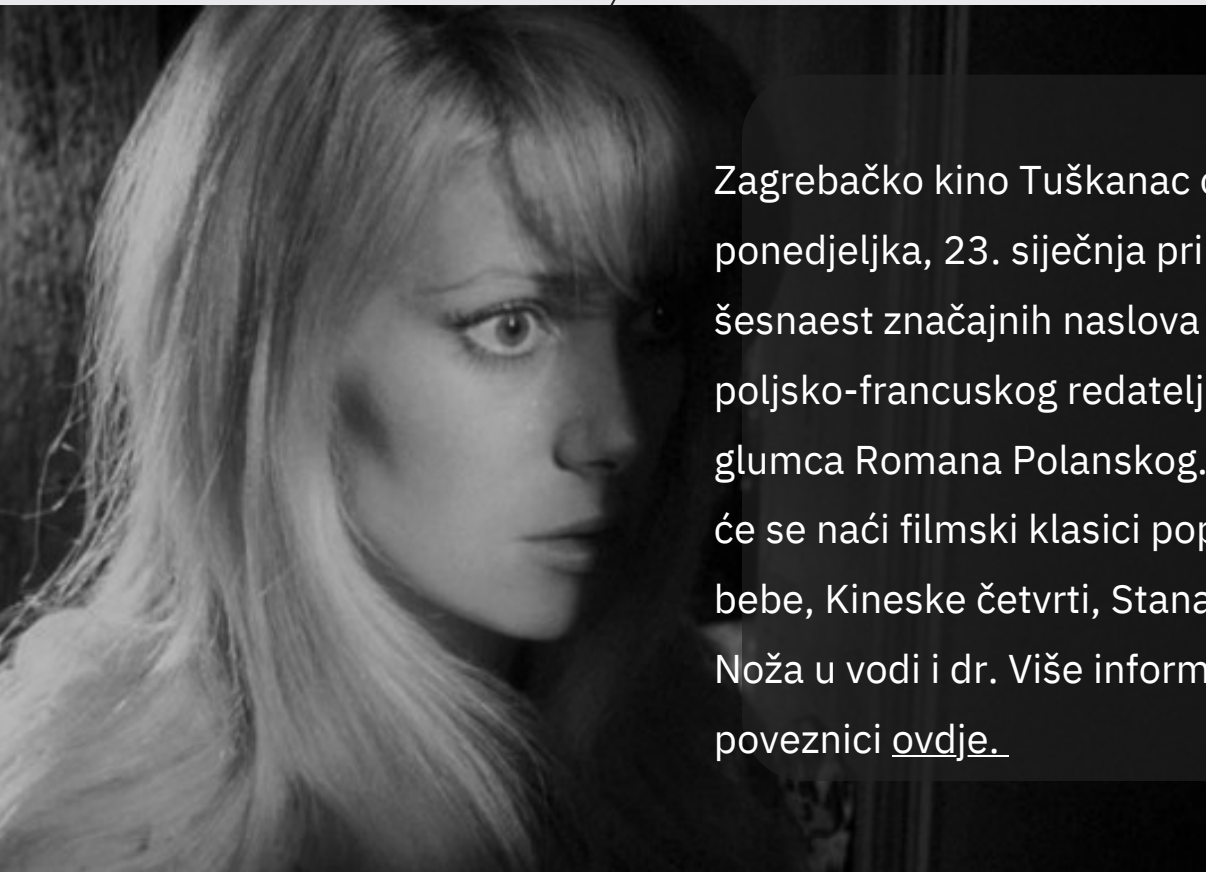 Zagrebačko kino Tuškanac
ponedjeljka, 23. siječnja pri
šesnaest značajnih naslova
poljsko-francuskog redatelj
glumca Romana Polanskog.
će se naći filmski klasici pop
bebe, Kineske četvrti, Stana
Noža u vodi i dr. Više inform
poveznici ovdje.